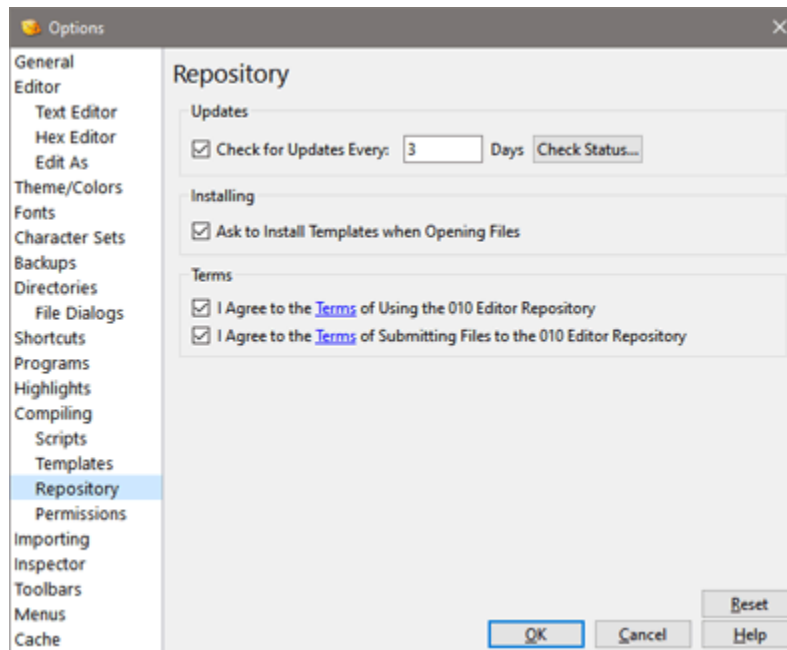 Options
General
Editor
Text Editor
Hex Editor
Edit As
Theme/Colors
Fonts
Character Sets
Backups
Directories
File Dialogs
Shortcuts
Programs
Highlights
Compiling
Scripts
Templates
Repository
Permissions
Importing
Inspector
Toolbars
Menus
Cache
Repository
Updates
Check for Updates Every: 3 Days Check Status...
Installing
Ask to Install Templates when Opening Files
Terms
I Agree to the Terms of Using the 010 Editor Repository
I Agree to the Terms of Submitting Files to the 010 Editor Repository
Reset
OK Cancel Help